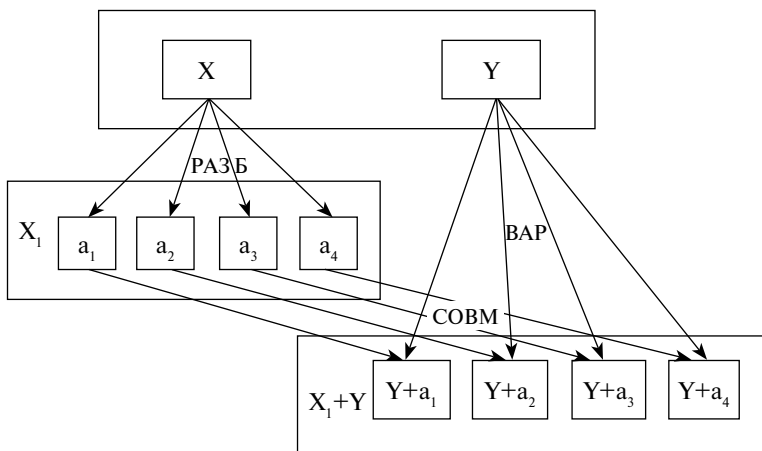 X Y
РАЗБ
X₁ a₁ a₂ a₃ a₄
ВАР
СОВМ
X₁+Y Y+a₁ Y+a₂ Y+a₃ Y+a₄